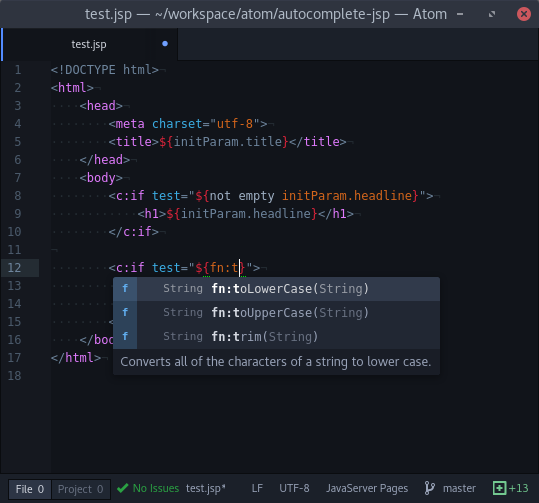 test.jsp — ~/workspace/atom/autocomplete-jsp — Atom
test.jsp
1 <!DOCTYPE html>¬
2 <html>¬
3 ····<head>¬
4 ········<meta charset="utf-8">¬
5 ········<title>${initParam.title}</title>¬
6 ····</head>¬
7 ····<body>¬
8 ········<c:if test="${not empty initParam.headline}">¬
9 ············<h1>${initParam.headline}</h1>¬
10 ········</c:if>¬
11 ¬
12 ········<c:if test="${fn:t}">¬
13
f String fn:toLowerCase(String)
14
f String fn:toUpperCase(String)
15 ········<
f String fn:trim(String)
16 ····</bo
Converts all of the characters of a string to lower case.
17 </html>¬
18
File 0 Project 0 No Issues test.jsp* LF UTF-8 JavaServer Pages master +13